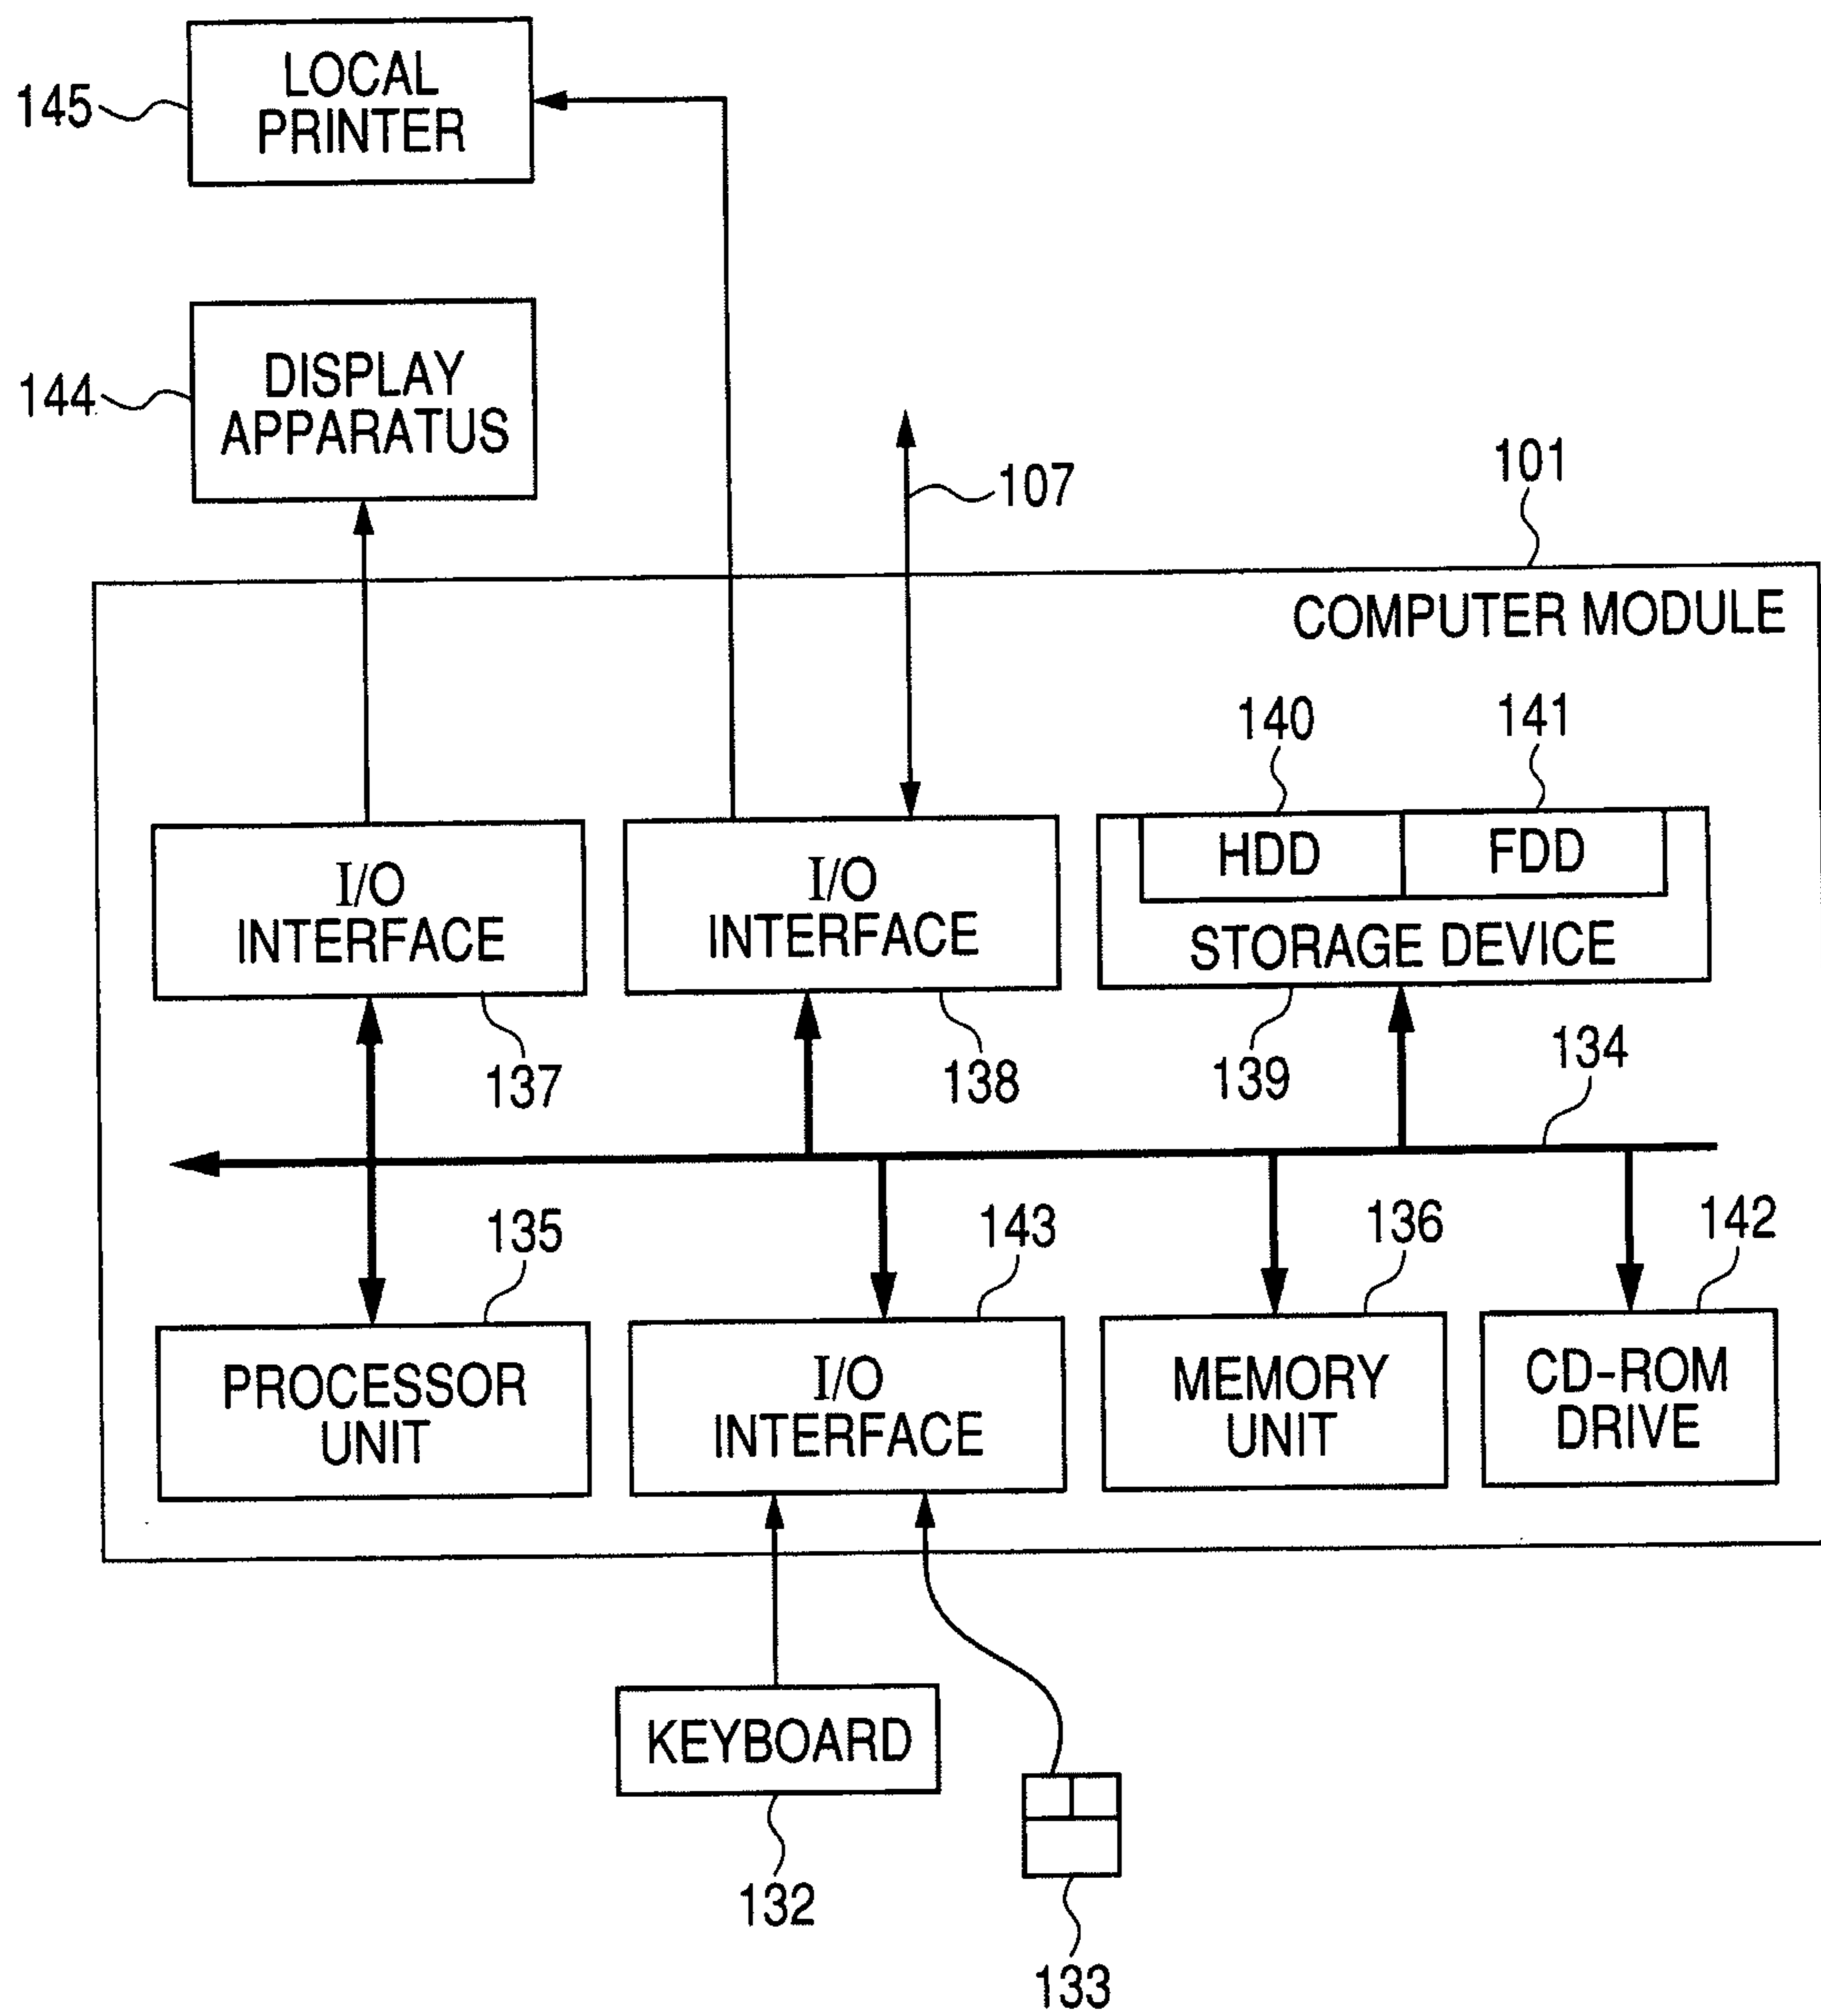 LOCAL
PRINTER
145
DISPLAY
APPARATUS
144
107
101
COMPUTER MODULE
140
141
HDD
FDD
I/O
INTERFACE
I/O
INTERFACE
STORAGE DEVICE
137
138
139
134
135
143
136
142
PROCESSOR
UNIT
I/O
INTERFACE
MEMORY
UNIT
CD-ROM
DRIVE
KEYBOARD
132
133